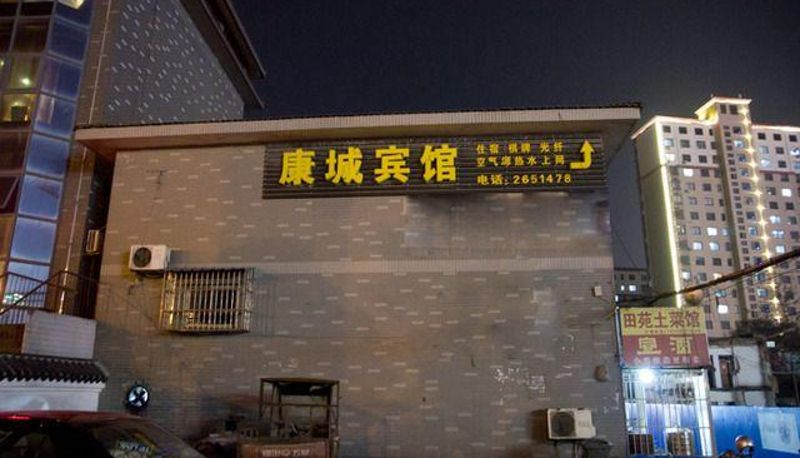 康城宾馆
住宿 棋牌 光纤
空气源热水上网
电话:2651478
田苑土菜馆